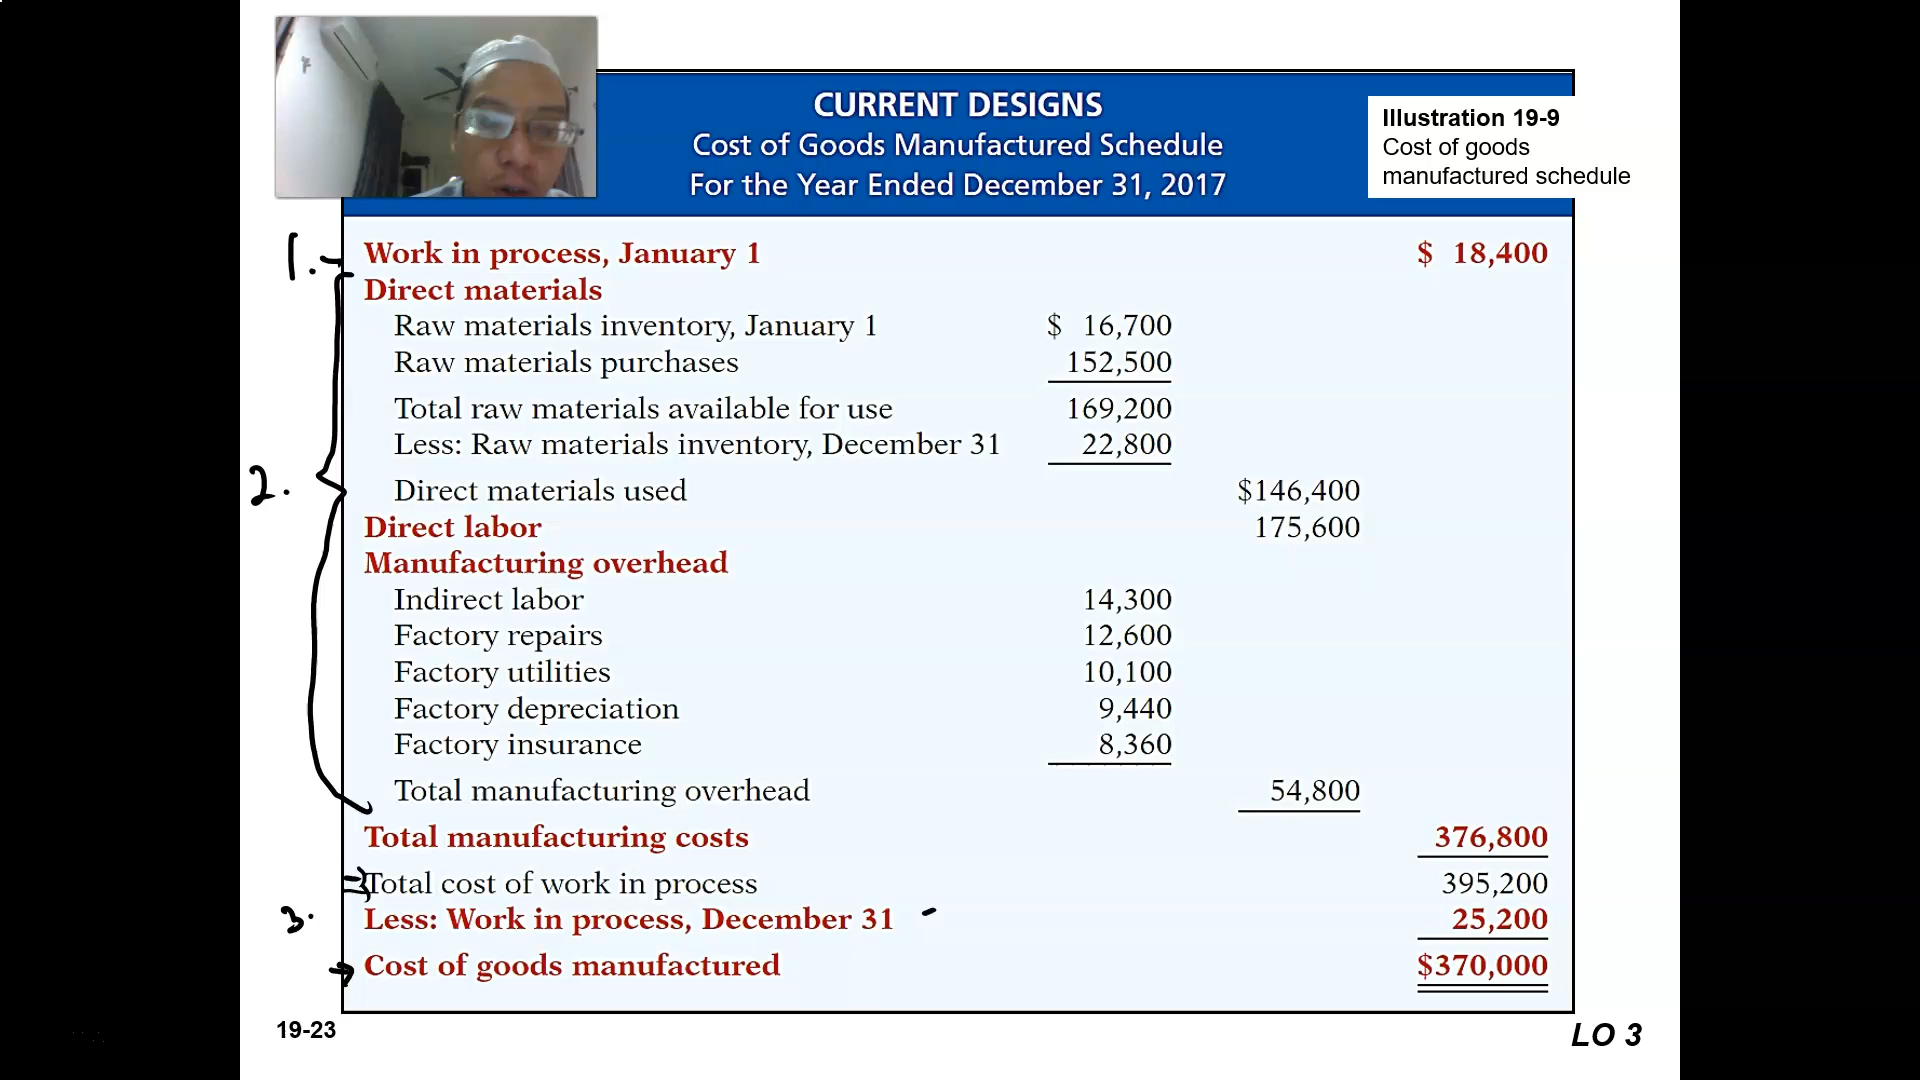 CURRENT DESIGNS
Cost of Goods Manufactured Schedule
For the Year Ended December 31, 2017
Illustration 19-9
Cost of goods
manufactured schedule
1. Work in process, January 1 $ 18,400
Direct materials
Raw materials inventory, January 1 $ 16,700
Raw materials purchases 152,500
Total raw materials available for use 169,200
Less: Raw materials inventory, December 31 22,800
2. Direct materials used $146,400
Direct labor 175,600
Manufacturing overhead
Indirect labor 14,300
Factory repairs 12,600
Factory utilities 10,100
Factory depreciation 9,440
Factory insurance 8,360
Total manufacturing overhead 54,800
Total manufacturing costs 376,800
Total cost of work in process 395,200
3. Less: Work in process, December 31 25,200
Cost of goods manufactured $370,000
19-23
LO 3